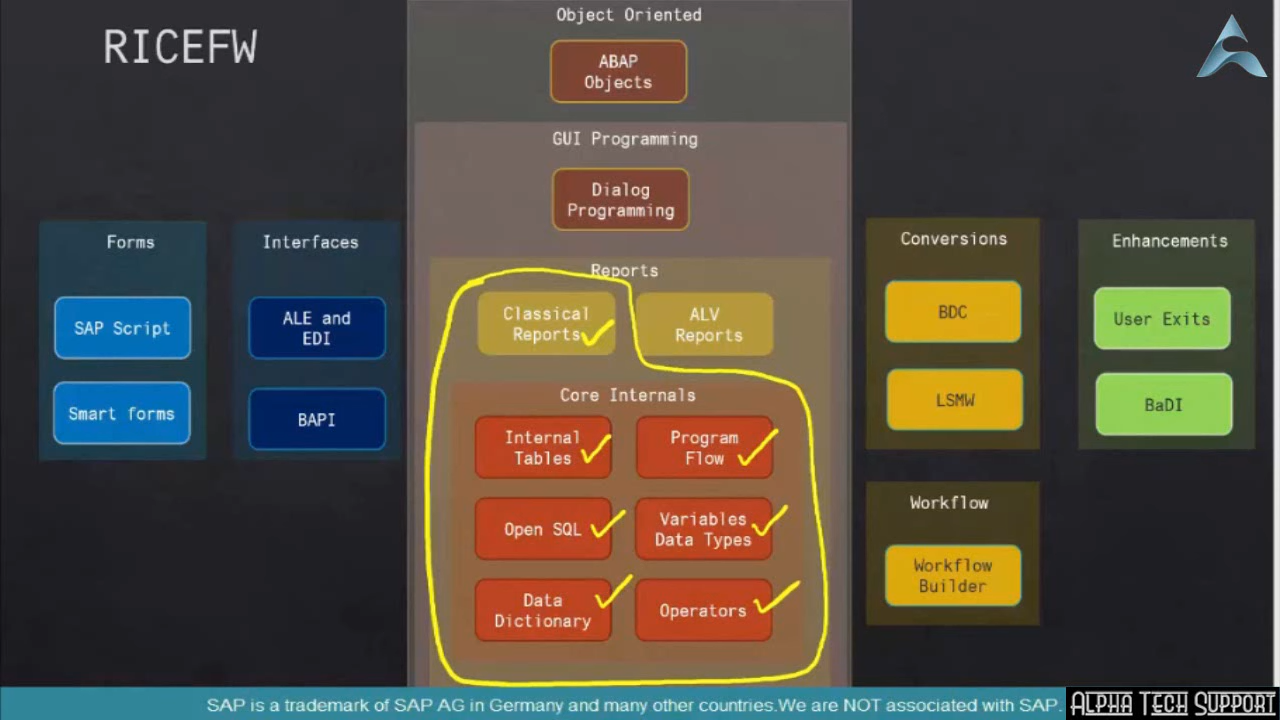 RICEFW
Object Oriented
ABAP
Objects
GUI Programming
Dialog
Programming
Forms
SAP Script
Smart forms
Interfaces
ALE and
EDI
BAPI
Reports
Classical
Reports
ALV
Reports
Core Internals
Internal
Tables
Program
Flow
Open SQL
Variables
Data Types
Data
Dictionary
Operators
Conversions
BDC
LSMW
Workflow
Workflow
Builder
Enhancements
User Exits
BaDI
SAP is a trademark of SAP AG in Germany and many other countries.We are NOT associated with SAP.
Alpha Tech Support